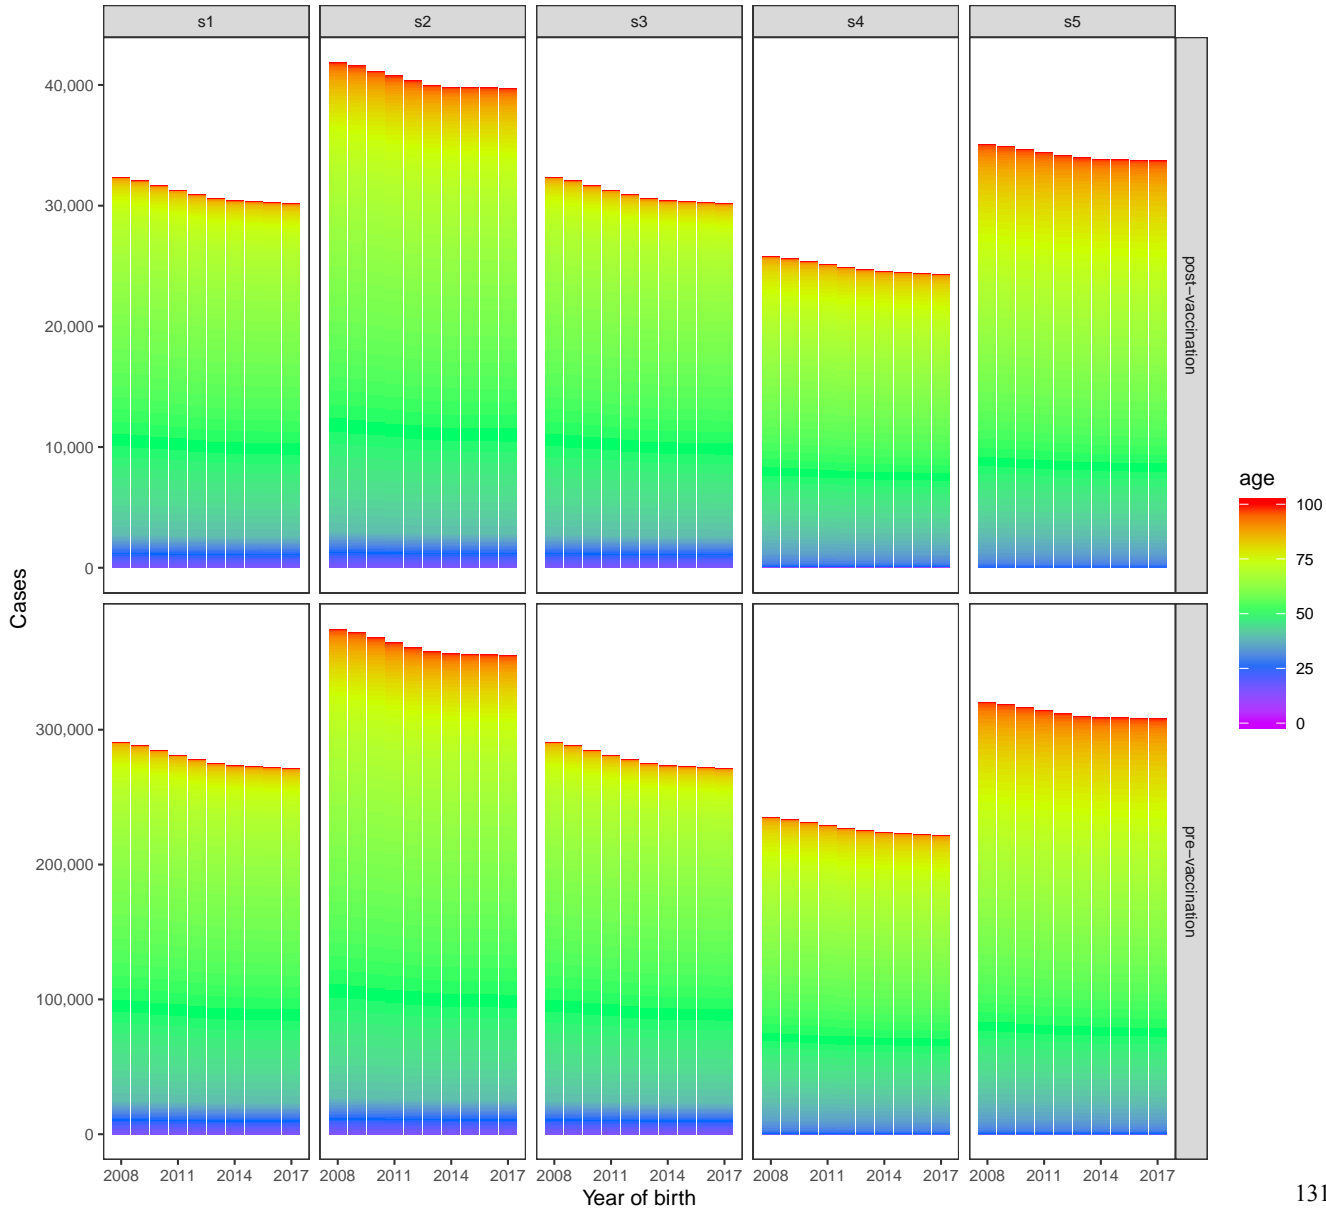 s1 s2 s3 s4 s5
40,000
30,000
20,000
10,000
0
post−vaccination
300,000
200,000
100,000
0
pre−vaccination
Cases
2008 2011 2014 2017 2008 2011 2014 2017 2008 2011 2014 2017 2008 2011 2014 2017 2008 2011 2014 2017
Year of birth
age
100
75
50
25
0
131